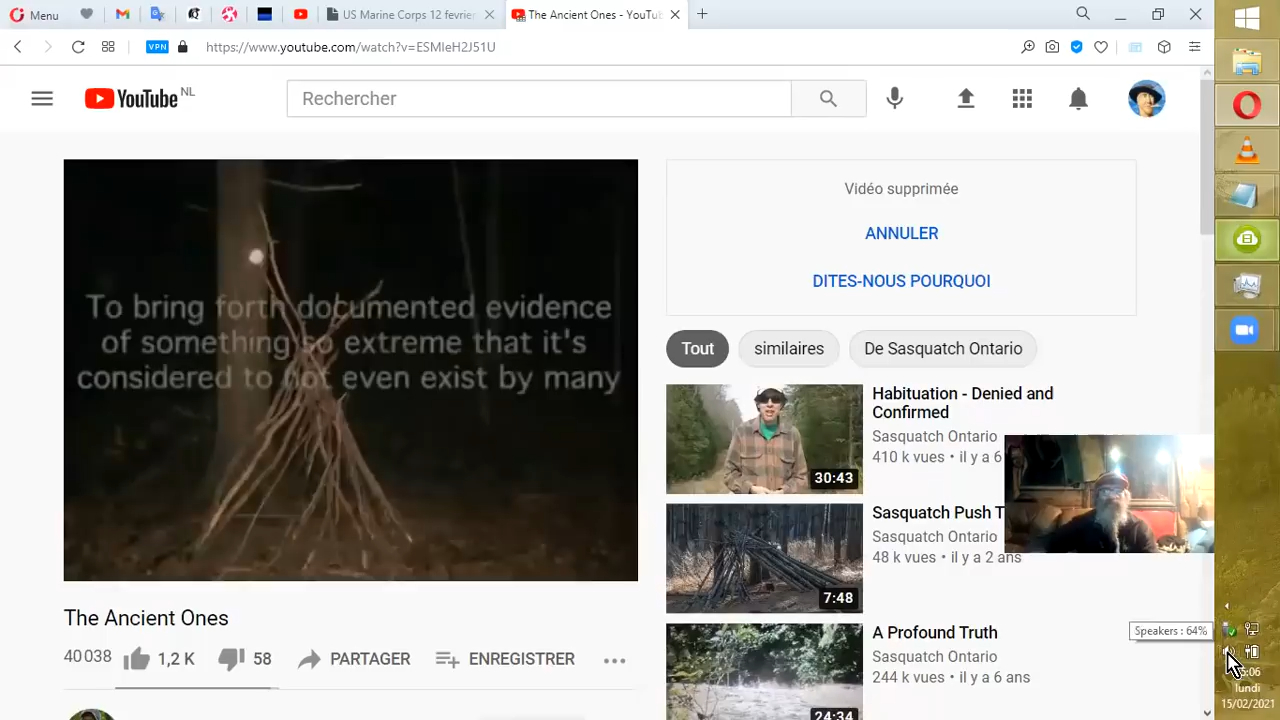 Menu
US Marine Corps 12 fevrie
The Ancient Ones - YouTub
VPN
https://www.youtube.com/watch?v=ESMieH2J51U
YouTube NL
Rechercher
To bring forth documented evidence
of something so extreme that it's
considered to not even exist by many
Vidéo supprimée
ANNULER
DITES-NOUS POURQUOI
Tout
similaires
De Sasquatch Ontario
Habituation - Denied and
Confirmed
Sasquatch Ontario
410 k vues • il y a 6
30:43
Sasquatch Push T
Sasquatch Ontario
48 k vues • il y a 2 ans
7:48
The Ancient Ones
40 038
1,2 K
58
PARTAGER
ENREGISTRER
A Profound Truth
Sasquatch Ontario
244 k vues • il y a 6 ans
24:34
Speakers : 64%
:06
lundi
15/02/2021